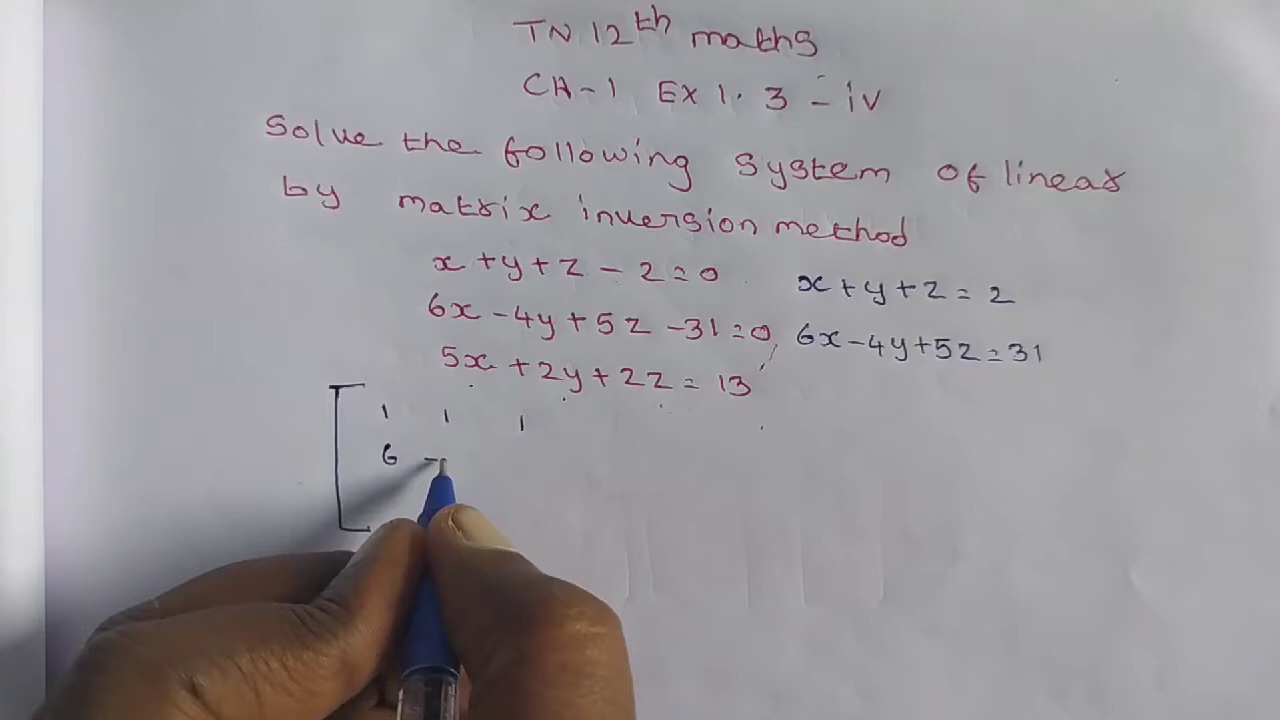 TN 12th maths
CH-1 EX 1.3 - iv
Solve the following system of linear
by matrix inversion method
x + y + z - 2 = 0
x + y + z = 2
6x - 4y + 5z - 31 = 0,
6x - 4y + 5z = 31
5x + 2y + 2z = 13
1 1 1
6 -